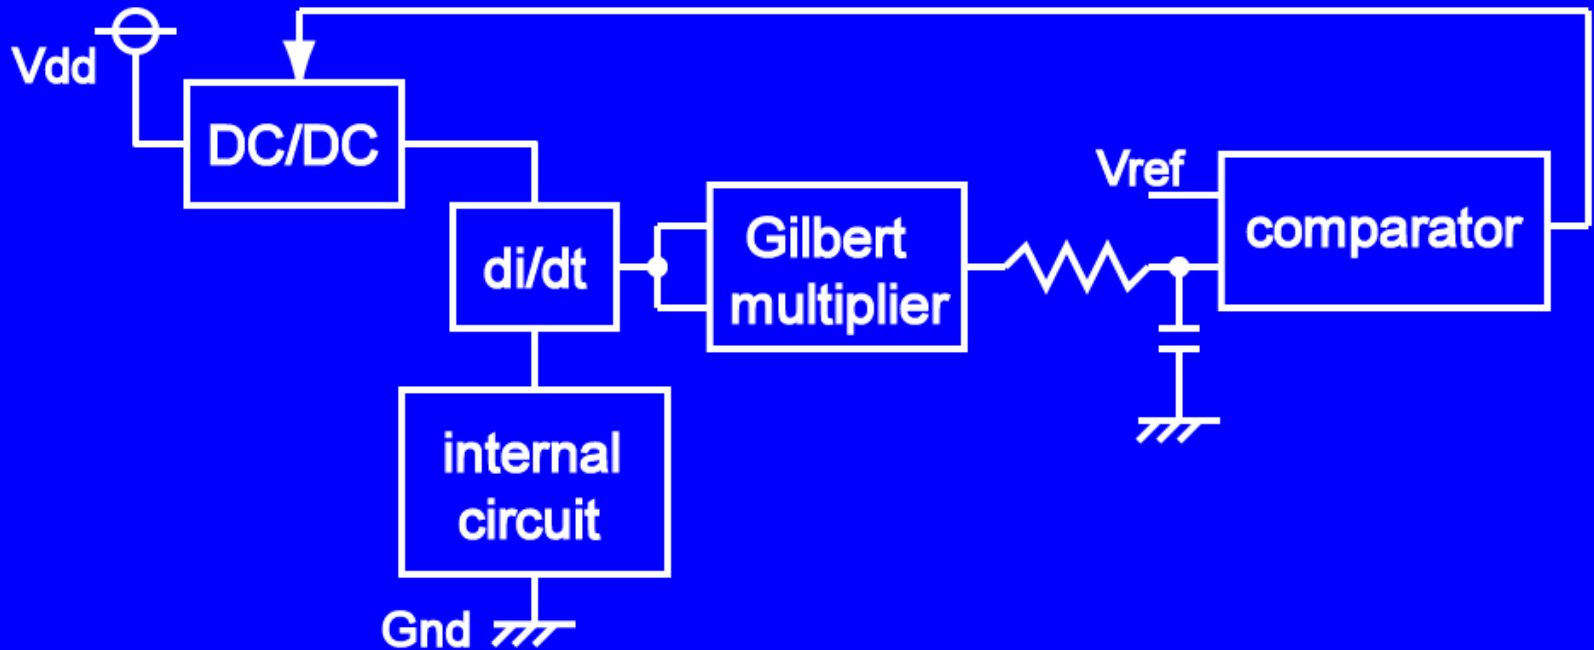 Vdd
DC/DC
di/dt
Gilbert
multiplier
Vref
comparator
internal
circuit
Gnd